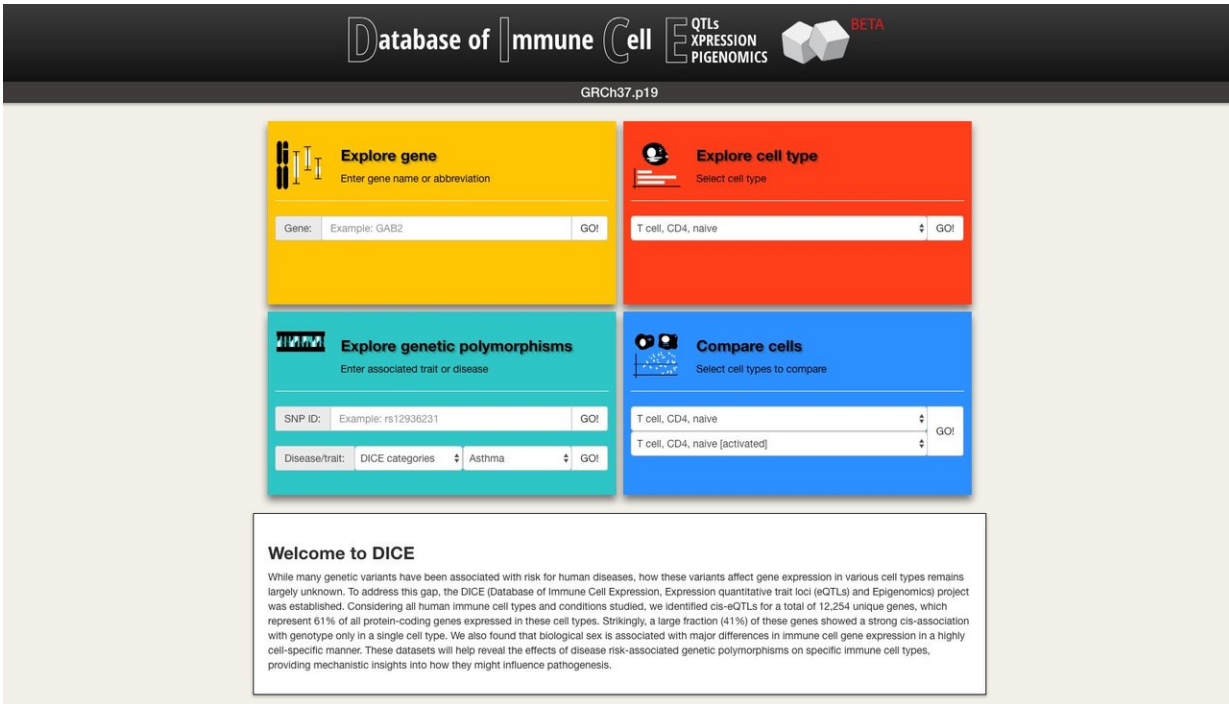 Database of Immune Cell EQTLs
EXPRESSION
EPIGENOMICS
BETA
GRCh37.p19
Explore gene
Enter gene name or abbreviation
Gene: Example: GAB2 GO!
Explore cell type
Select cell type
T cell, CD4, naive GO!
Explore genetic polymorphisms
Enter associated trait or disease
SNP ID: Example: rs12936231 GO!
Disease/trait: DICE categories Asthma GO!
Compare cells
Select cell types to compare
T cell, CD4, naive
GO!
T cell, CD4, naive [activated]
Welcome to DICE
While many genetic variants have been associated with risk for human diseases, how these variants affect gene expression in various cell types remains
largely unknown. To address this gap, the DICE (Database of Immune Cell Expression, Expression quantitative trait loci (eQTLs) and Epigenomics) project
was established. Considering all human immune cell types and conditions studied, we identified cis-eQTLs for a total of 12,254 unique genes, which
represent 61% of all protein-coding genes expressed in these cell types. Strikingly, a large fraction (41%) of these genes showed a strong cis-association
with genotype only in a single cell type. We also found that biological sex is associated with major differences in immune cell gene expression in a highly
cell-specific manner. These datasets will help reveal the effects of disease risk-associated genetic polymorphisms on specific immune cell types,
providing mechanistic insights into how they might influence pathogenesis.